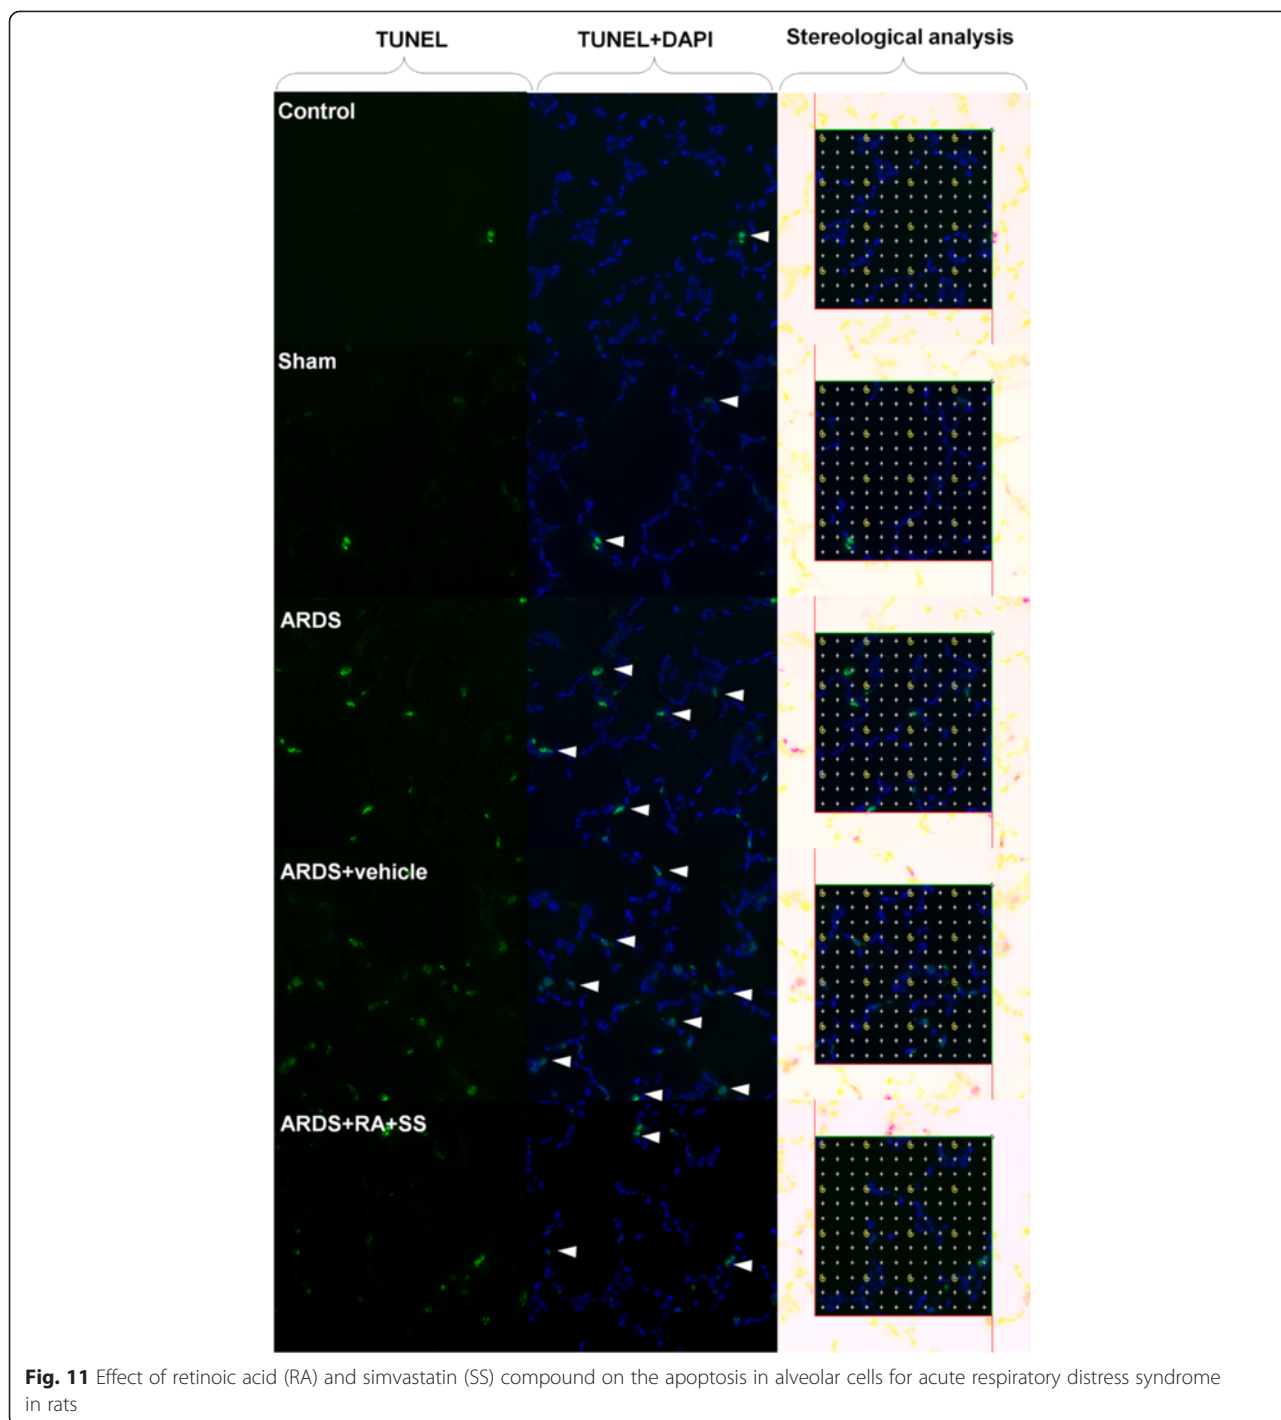 TUNEL TUNEL+DAPI Stereological analysis
Control
Sham
ARDS
ARDS+vehicle
ARDS+RA+SS
Fig. 11 Effect of retinoic acid (RA) and simvastatin (SS) compound on the apoptosis in alveolar cells for acute respiratory distress syndrome
in rats